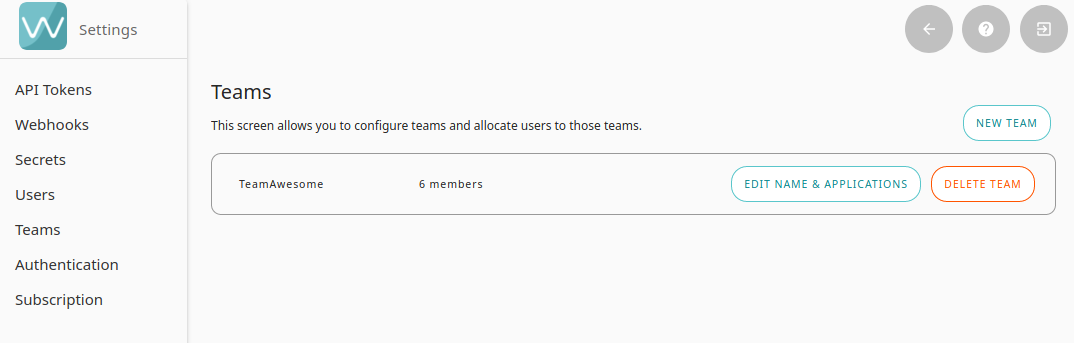 Settings
API Tokens
Webhooks
Secrets
Users
Teams
Authentication
Subscription
Teams
This screen allows you to configure teams and allocate users to those teams.
NEW TEAM
TeamAwesome 6 members EDIT NAME & APPLICATIONS DELETE TEAM